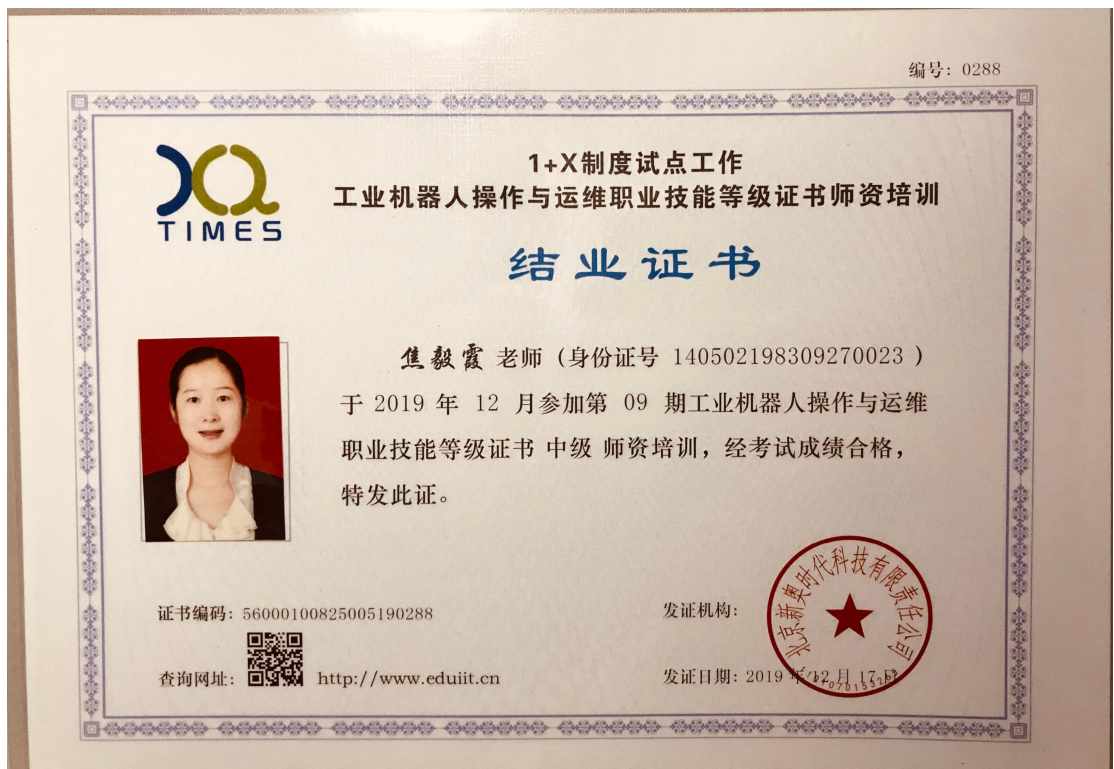 编号：0288
XQ
TIMES
1+X制度试点工作
工业机器人操作与运维职业技能等级证书师资培训
结业证书
焦毅霞 老师（身份证号 140502198309270023 ）
于 2019 年 12 月参加第 09 期工业机器人操作与运维
职业技能等级证书 中级 师资培训，经考试成绩合格，
特发此证。
证书编码：56000100825005190288
发证机构：
北京新奥时代科技有限责任公司
查询网址： http://www.eduiit.cn
发证日期：2019 年 12 月 17 日